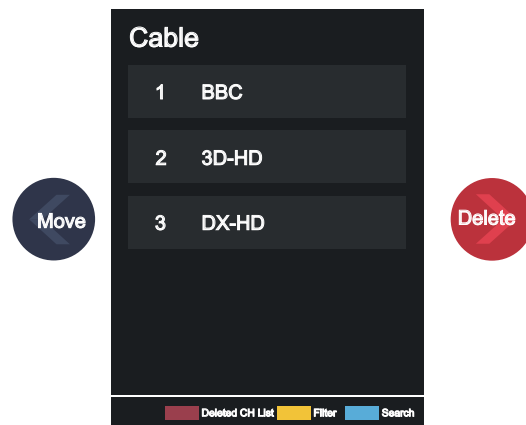 Cable
1 BBC
2 3D-HD
Move
3 DX-HD
Delete
Deleted CH List Filter Search